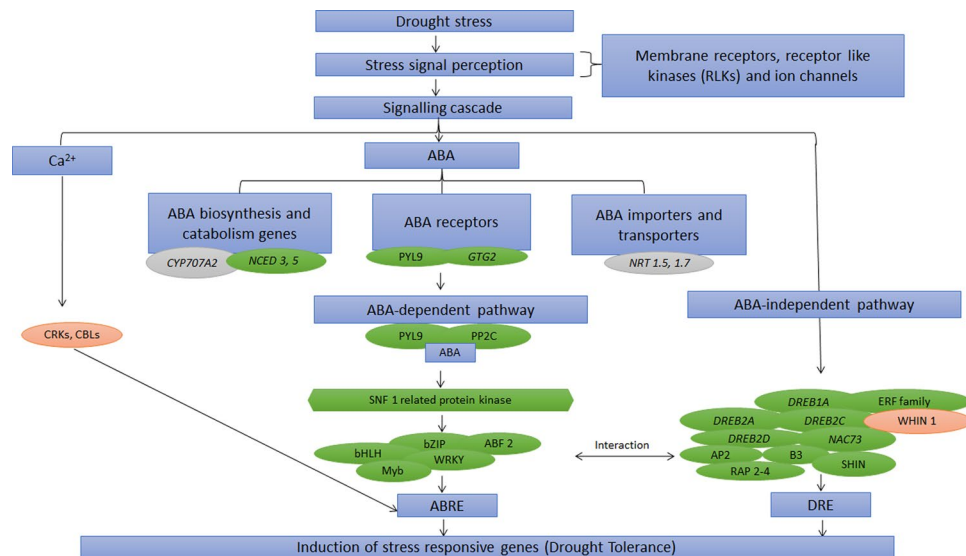 Drought stress
Stress signal perception
Membrane receptors, receptor like
kinases (RLKs) and ion channels
Signalling cascade
Ca²⁺
ABA
ABA biosynthesis and
catabolism genes
CYP707A2
NCED 3, 5
ABA receptors
PYL9
GTG2
ABA importers and
transporters
NRT 1.5, 1.7
ABA-dependent pathway
ABA-independent pathway
PYL9
PP2C
ABA
CRKs, CBLs
SNF 1 related protein kinase
bHLH
bZIP
ABF 2
Myb
WRKY
Interaction
DREB1A
ERF family
DREB2A
DREB2C
WHIN 1
DREB2D
NAC73
AP2
B3
SHIN
RAP 2-4
ABRE
DRE
Induction of stress responsive genes (Drought Tolerance)